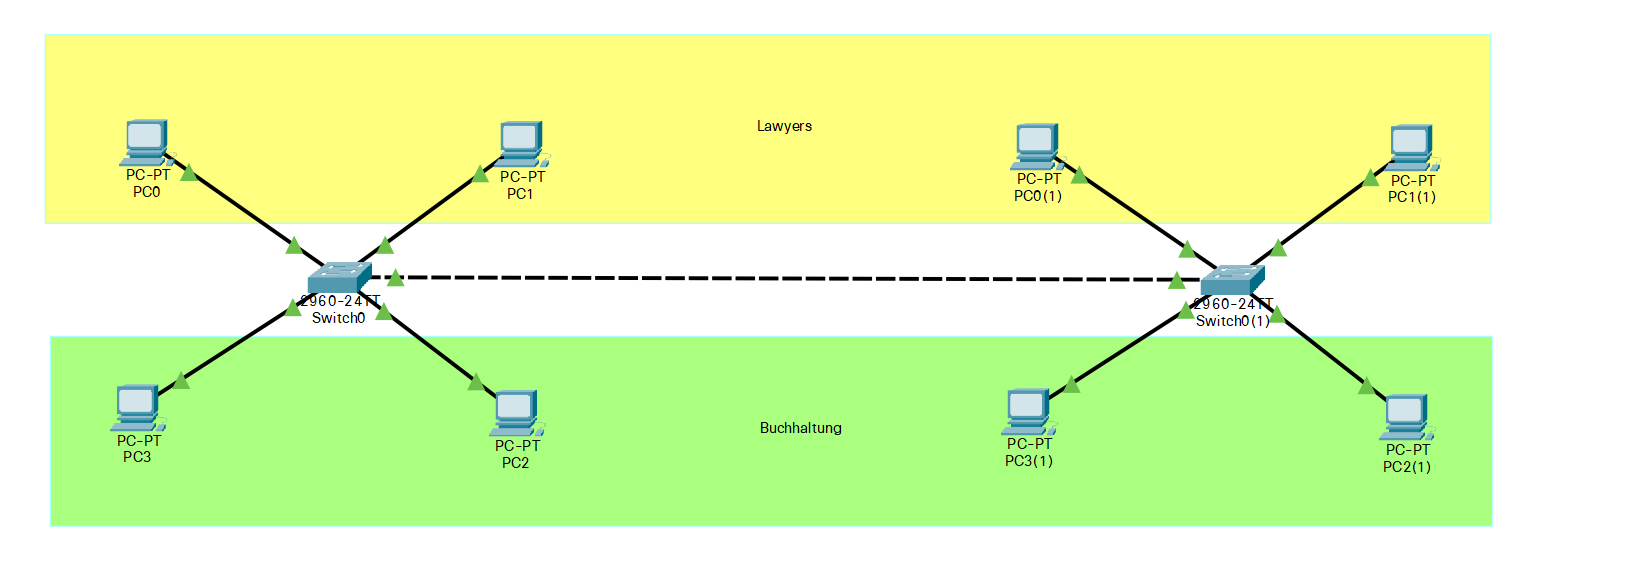 Lawyers
PC-PT
PC0
PC-PT
PC1
PC-PT
PC0(1)
PC-PT
PC1(1)
2960-24TT
Switch0
2960-24TT
Switch0(1)
Buchhaltung
PC-PT
PC3
PC-PT
PC2
PC-PT
PC3(1)
PC-PT
PC2(1)